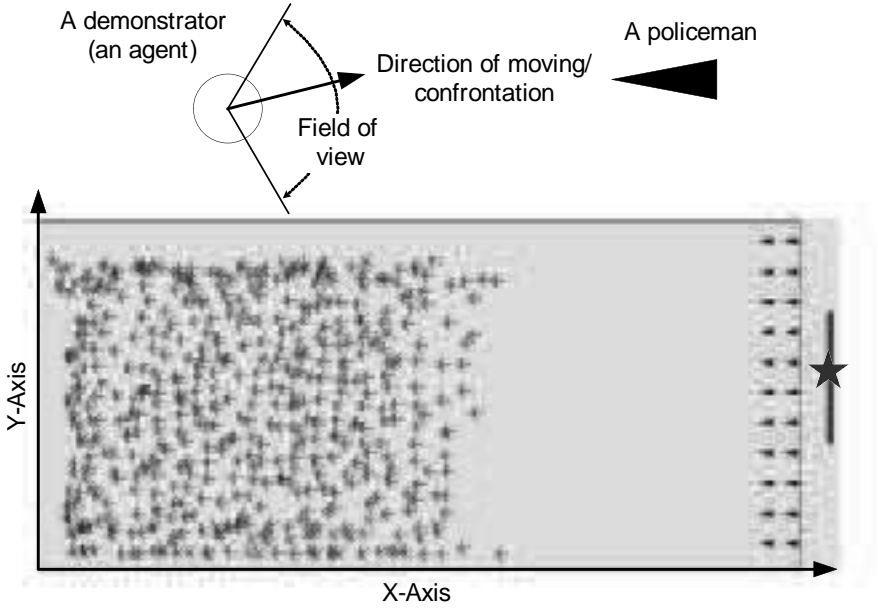 A demonstrator
(an agent)
A policeman
Direction of moving/
confrontation
Field of
view
Y-Axis
X-Axis